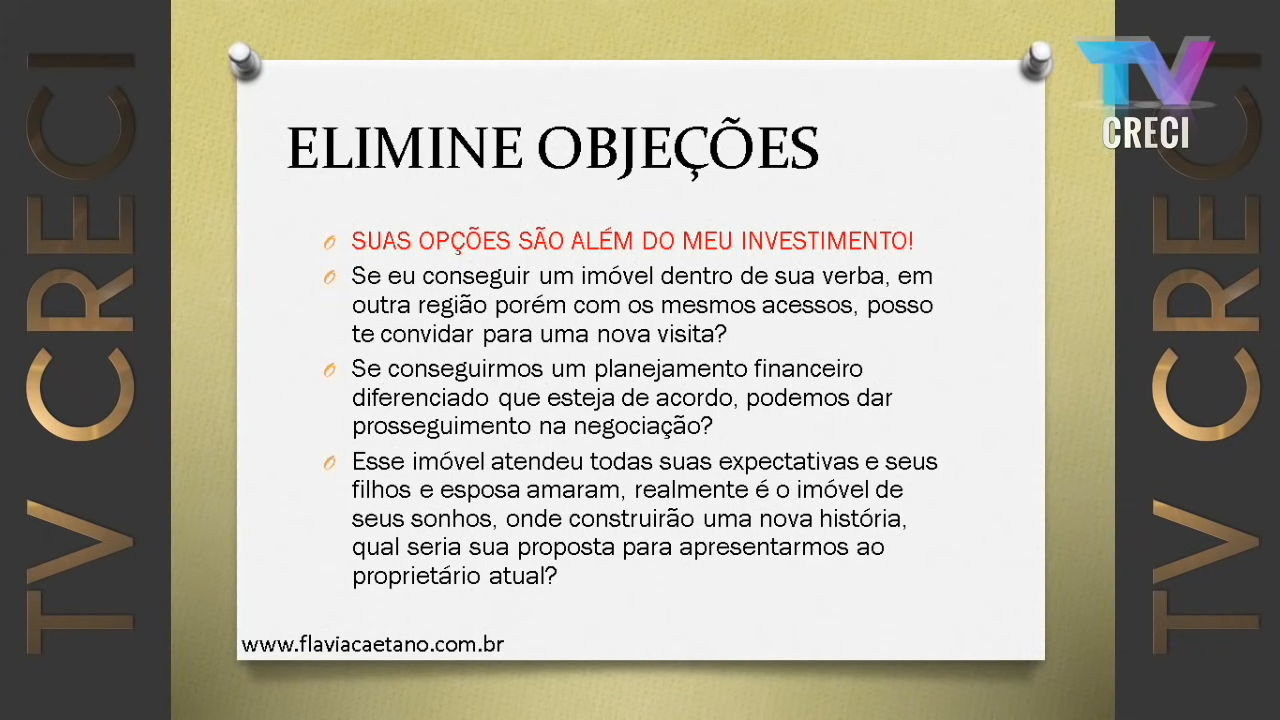 TV CRECI
TV
CRECI
TV CRECI
ELIMINE OBJEÇÕES
SUAS OPÇÕES SÃO ALÉM DO MEU INVESTIMENTO!
Se eu conseguir um imóvel dentro de sua verba, em
outra região porém com os mesmos acessos, posso
te convidar para uma nova visita?
Se conseguirmos um planejamento financeiro
diferenciado que esteja de acordo, podemos dar
prosseguimento na negociação?
Esse imóvel atendeu todas suas expectativas e seus
filhos e esposa amaram, realmente é o imóvel de
seus sonhos, onde construirão uma nova história,
qual seria sua proposta para apresentarmos ao
proprietário atual?
www.flaviacaetano.com.br